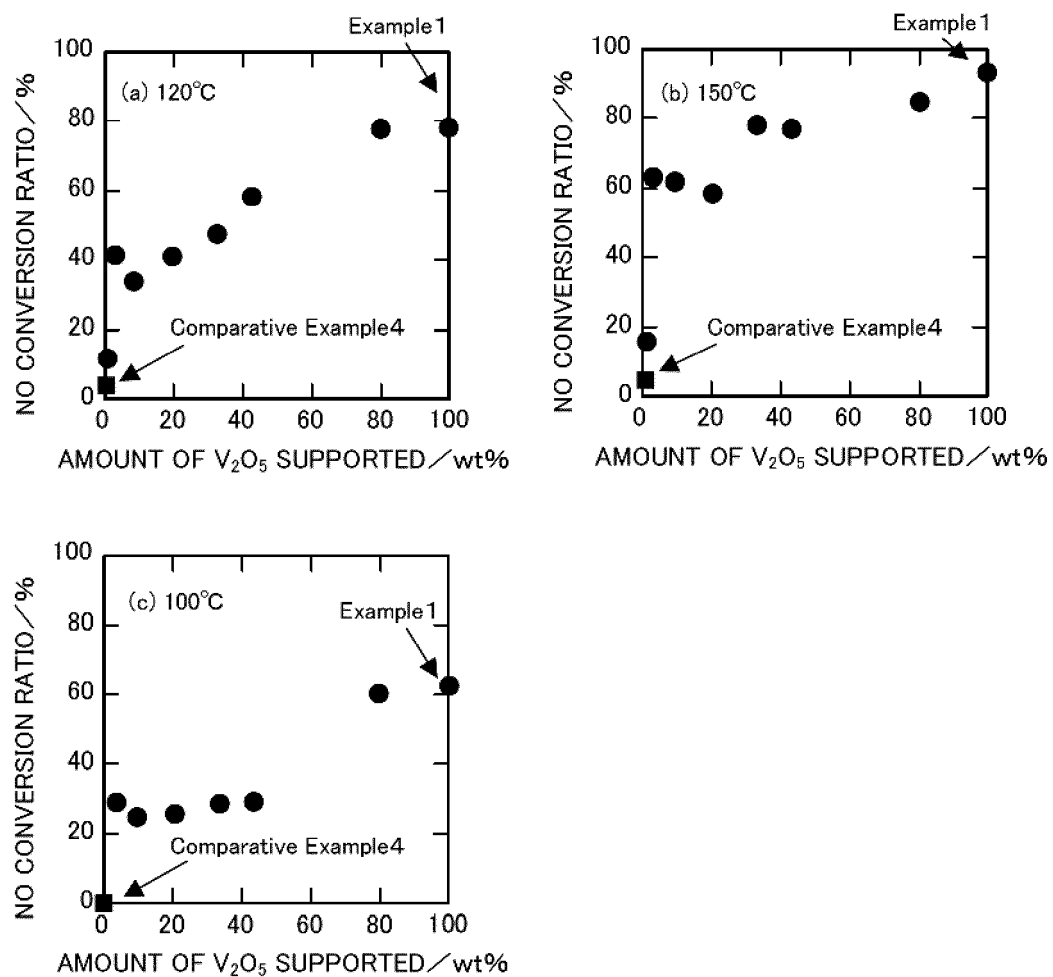 Example1
100
80
60
40
20
0
(a) 120℃
Comparative Example4
0 20 40 60 80 100
NO CONVERSION RATIO/%
AMOUNT OF V₂O₅ SUPPORTED/wt%
Example1
100
80
60
40
20
0
(b) 150℃
Comparative Example4
0 20 40 60 80 100
NO CONVERSION RATIO/%
AMOUNT OF V₂O₅ SUPPORTED/wt%
100
80
60
40
20
0
(c) 100℃
Example1
Comparative Example4
0 20 40 60 80 100
NO CONVERSION RATIO/%
AMOUNT OF V₂O₅ SUPPORTED/wt%